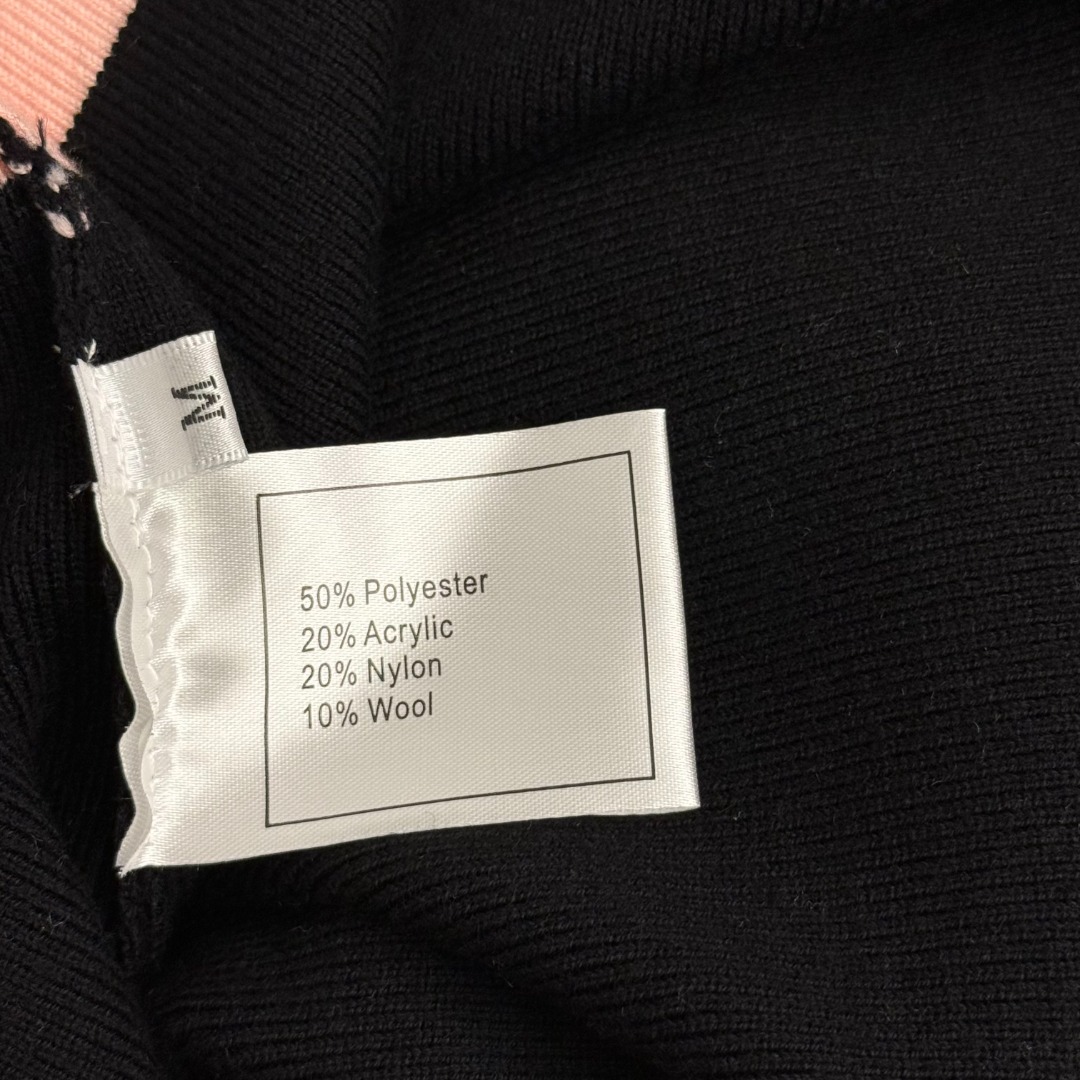 M
50% Polyester
20% Acrylic
20% Nylon
10% Wool